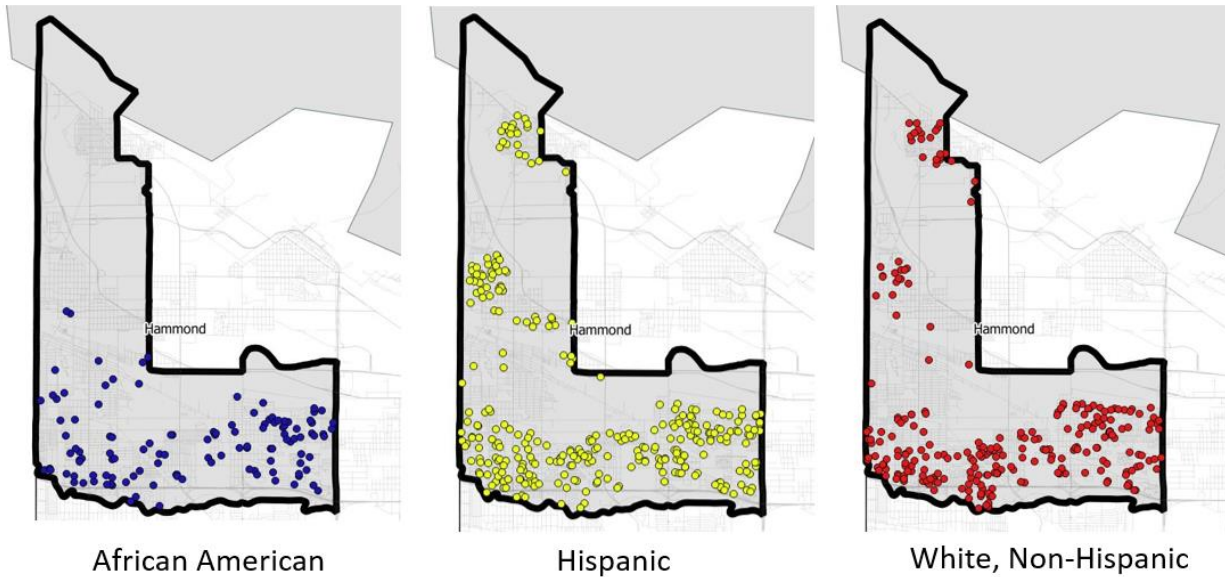 Hammond
Hammond
Hammond
African American
Hispanic
White, Non-Hispanic